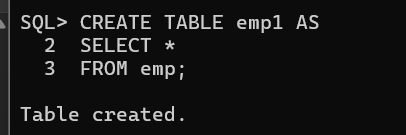 SQL> CREATE TABLE emp1 AS
  2  SELECT *
  3  FROM emp;
Table created.